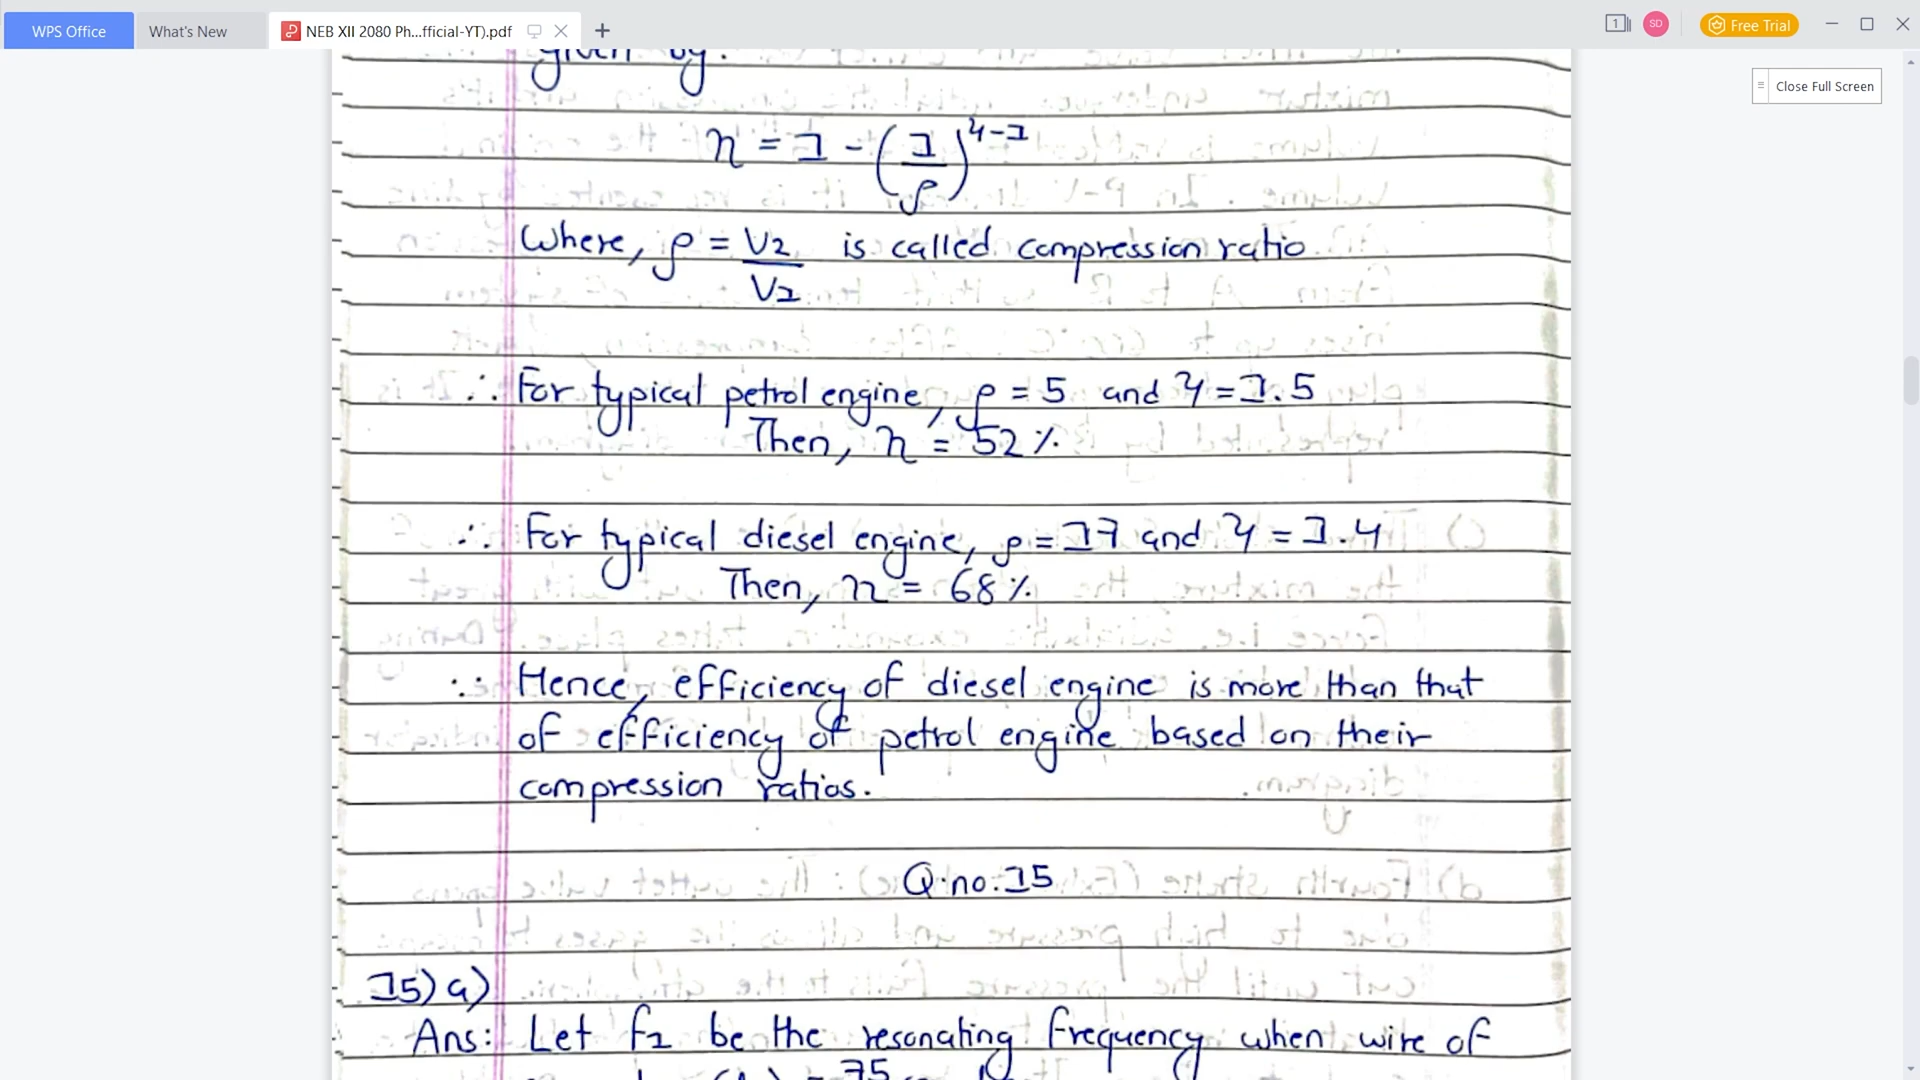 WPS Office
What's New
NEB XII 2080 Ph...fficial-YT).pdf
1
SD
Free Trial
Close Full Screen
given by:
η = 1 - (1/ρ)^γ-1
Where, ρ = V2/V1 is called compression ratio
∴ For typical petrol engine, ρ = 5 and γ = 1.5
Then, η = 52 %
∴ For typical diesel engine, ρ = 17 and γ = 1.4
Then, η = 68 %
∴ Hence, efficiency of diesel engine is more than that
of efficiency of petrol engine based on their
compression ratios.
Q.no.15
15) a)
Ans: Let f1 be the resonating frequency when wire of